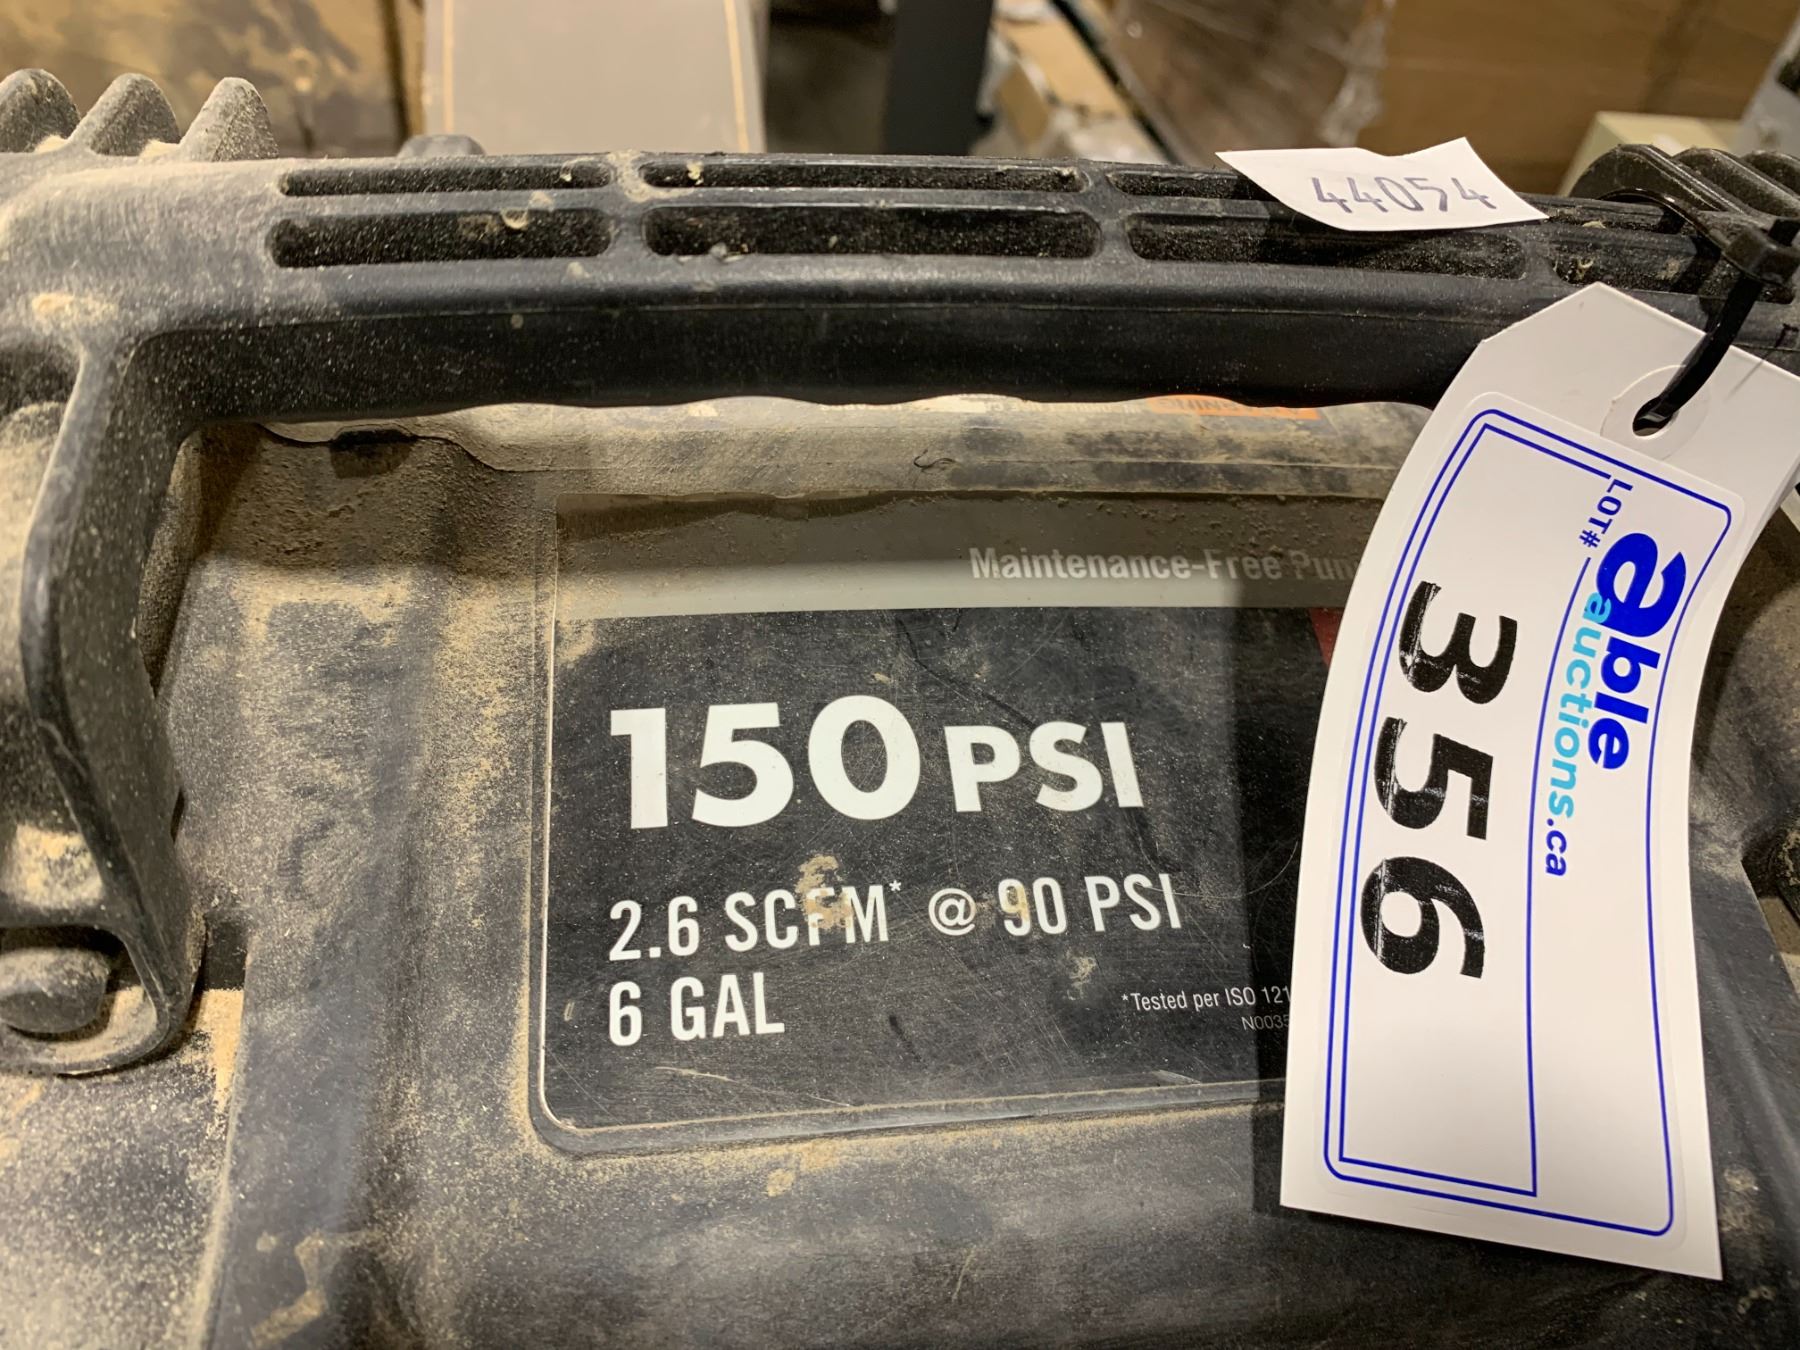 44054
Maintenance-Free
150 PSI
2.6 SCFM* @ 90 PSI
6 GAL
*Tested per ISO 121
N0035
LOT#
able
auctions.ca
356